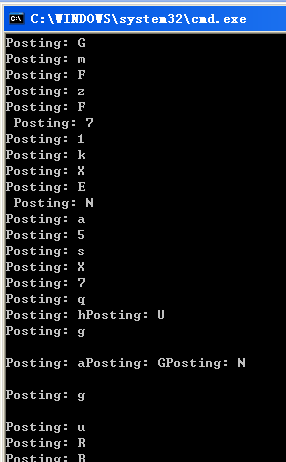 C:\WINDOWS\system32\cmd.exe
Posting: G
Posting: m
Posting: F
Posting: z
Posting: F
Posting: 7
Posting: 1
Posting: k
Posting: X
Posting: E
Posting: N
Posting: a
Posting: 5
Posting: s
Posting: X
Posting: 7
Posting: q
Posting: hPosting: U
Posting: g
Posting: aPosting: GPosting: N
Posting: g
Posting: u
Posting: R
Posting: